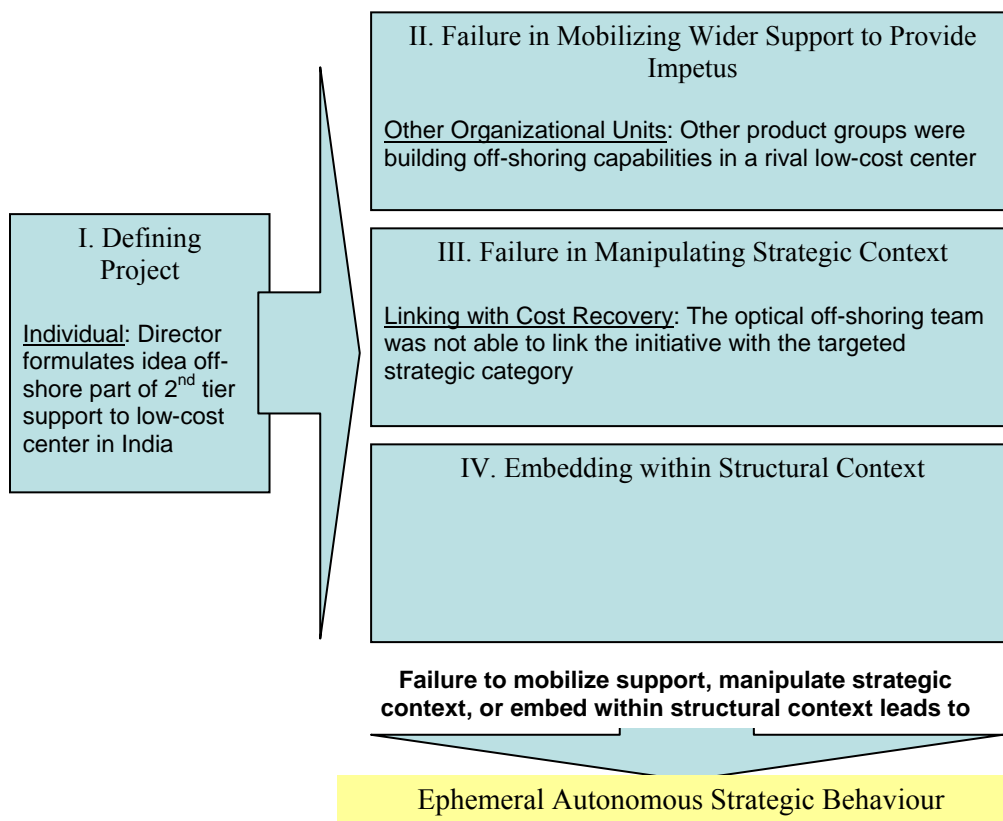 I. Defining
Project
Individual: Director
formulates idea off-
shore part of 2nd tier
support to low-cost
center in India
II. Failure in Mobilizing Wider Support to Provide
Impetus
Other Organizational Units: Other product groups were
building off-shoring capabilities in a rival low-cost center
III. Failure in Manipulating Strategic Context
Linking with Cost Recovery: The optical off-shoring team
was not able to link the initiative with the targeted
strategic category
IV. Embedding within Structural Context
Failure to mobilize support, manipulate strategic
context, or embed within structural context leads to
Ephemeral Autonomous Strategic Behaviour